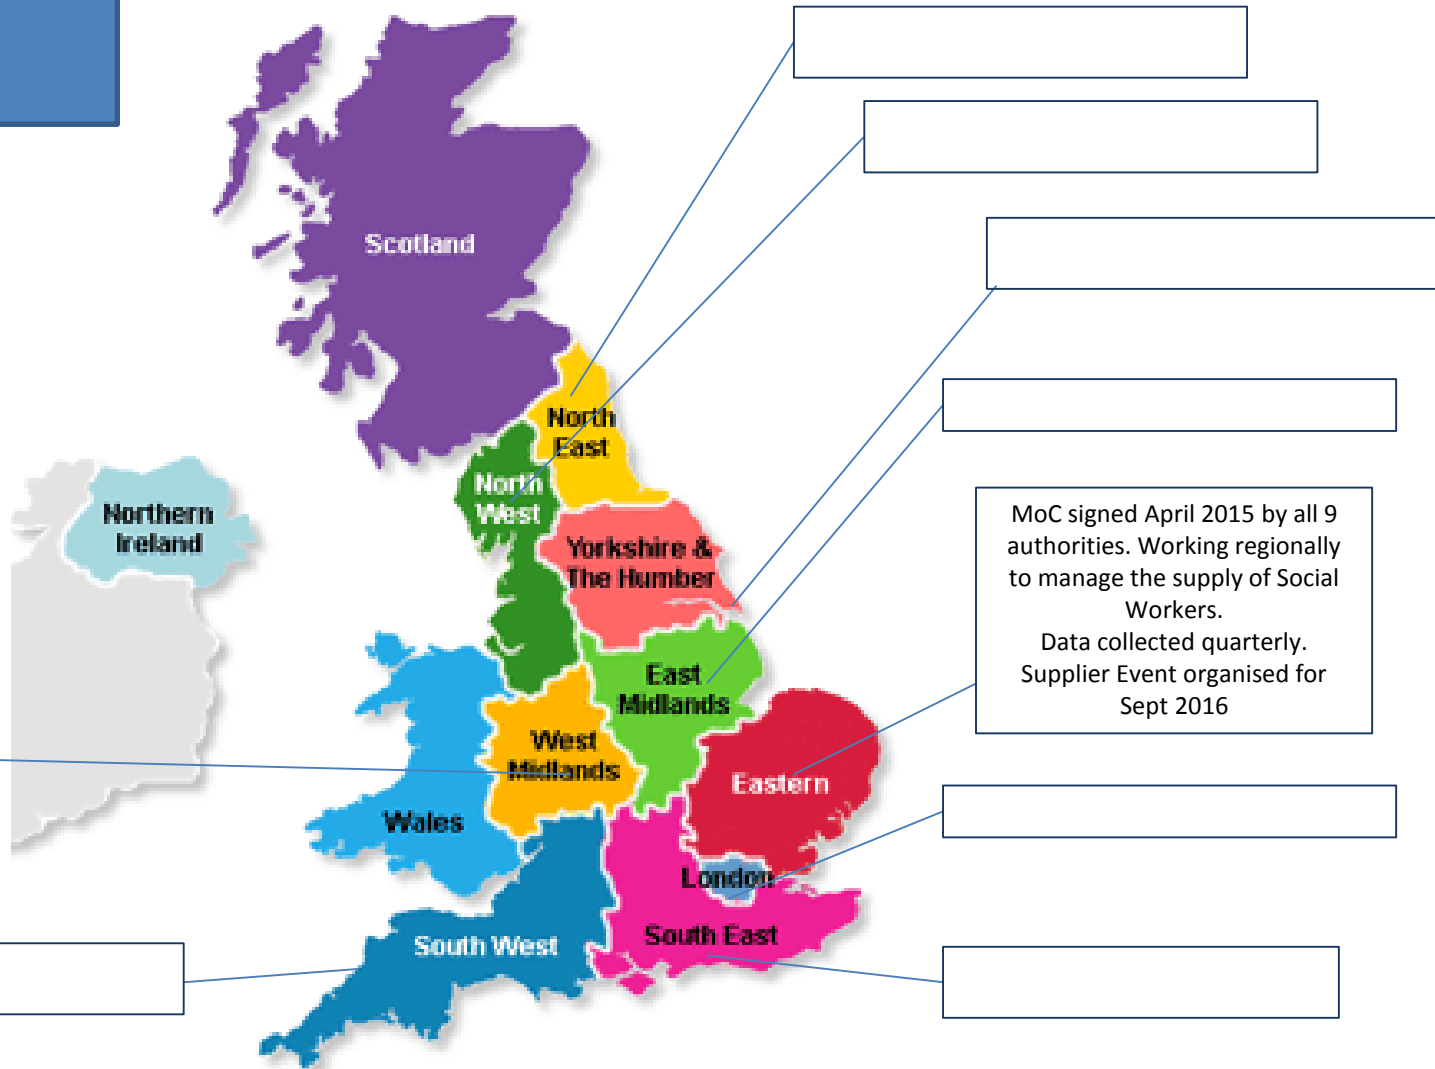 Scotland
North
East
North
West
Northern
Ireland
Yorkshire &
The Humber
MoC signed April 2015 by all 9
authorities. Working regionally
to manage the supply of Social
Workers.
Data collected quarterly.
Supplier Event organised for
Sept 2016
East
Midlands
West
Midlands
Eastern
Wales
London
South West
South East